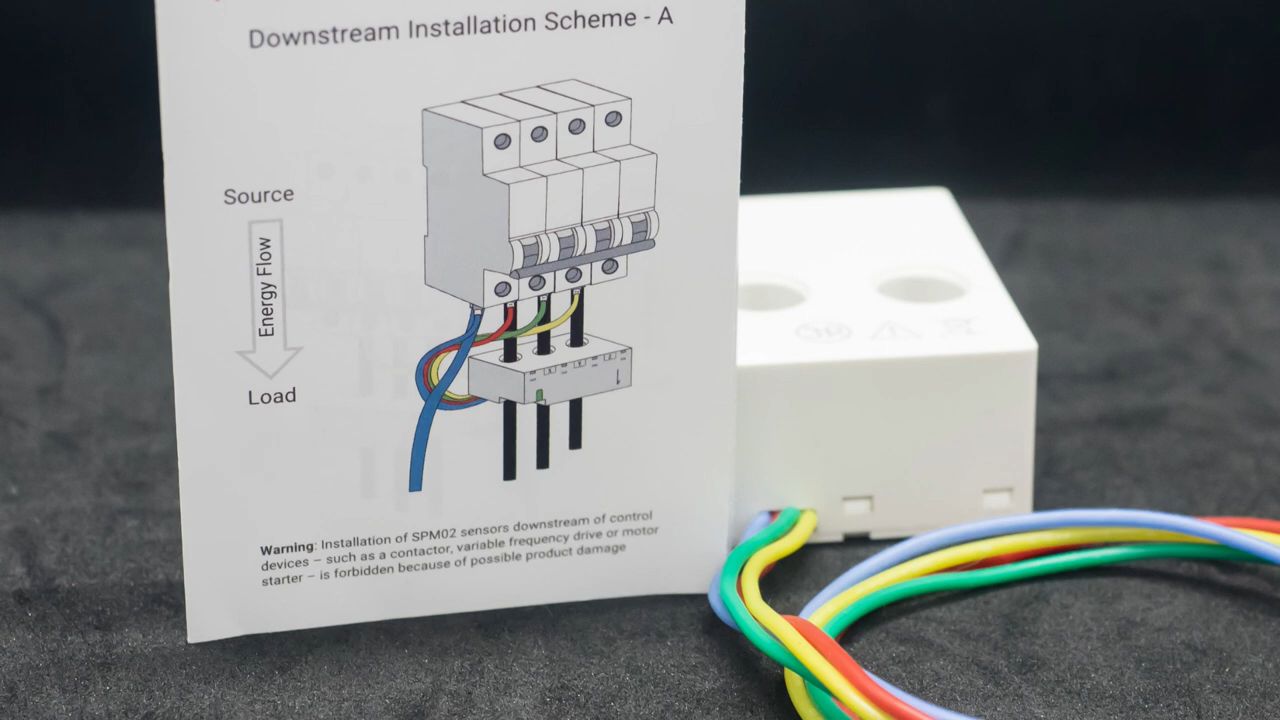 Downstream Installation Scheme - A
Source
Energy Flow
Load
Warning: Installation of SPM02 sensors downstream of control
devices – such as a contactor, variable frequency drive or motor
starter – is forbidden because of possible product damage